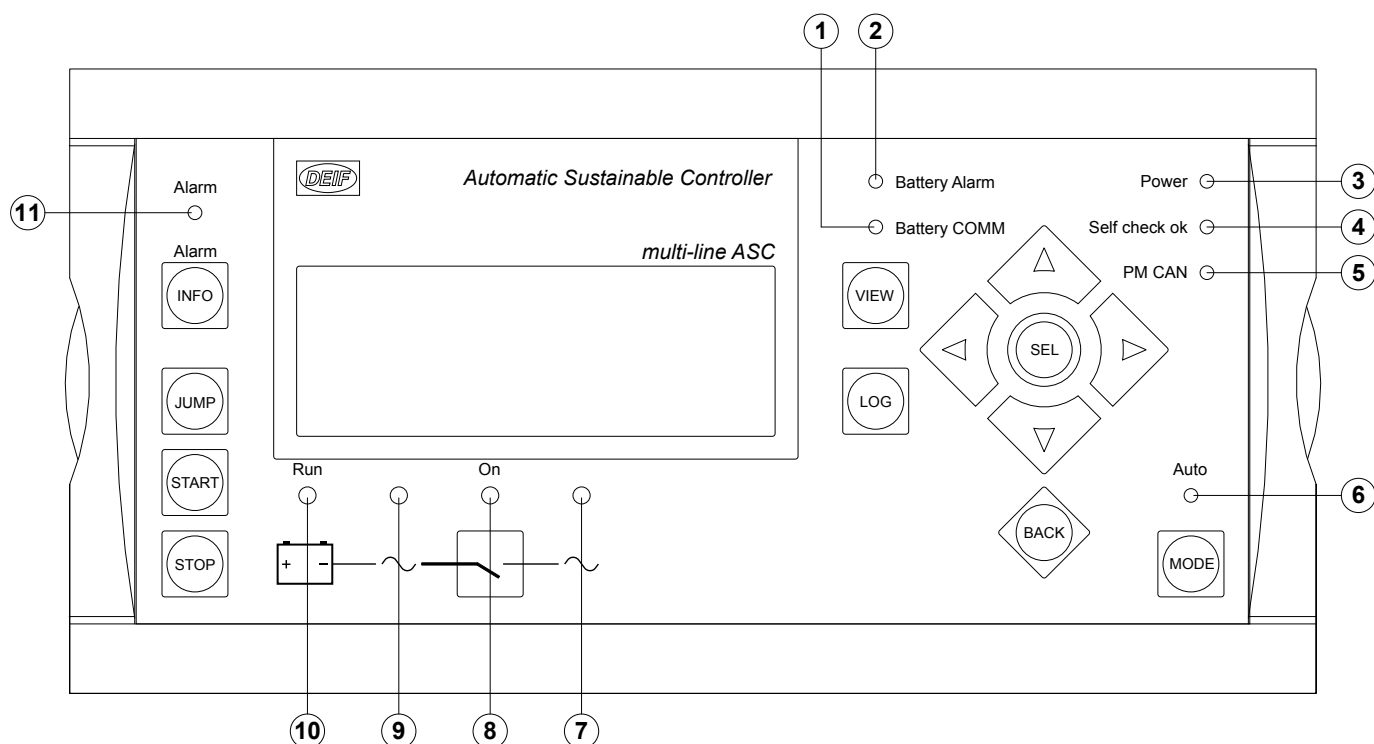 1 2
DEIF
Automatic Sustainable Controller
Battery Alarm
Power
3
Alarm
11
Battery COMM
Self check ok
4
Alarm
multi-line ASC
PM CAN
5
INFO
VIEW
SEL
JUMP
LOG
Run
On
START
Auto
6
BACK
STOP
+ -
MODE
10 9 8 7